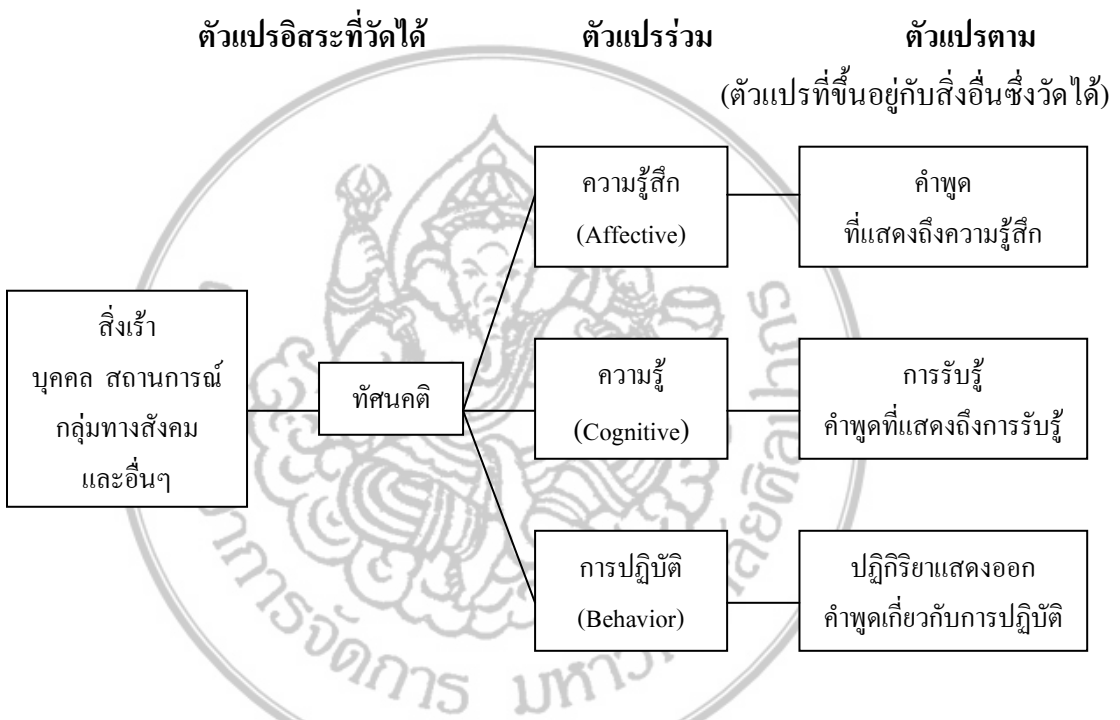 ตัวแปรอิสระที่วัดได้ ตัวแปรร่วม ตัวแปรตาม
(ตัวแปรที่ขึ้นอยู่กับสิ่งอื่นซึ่งวัดได้)
ความรู้สึก
(Affective)
คำพูด
ที่แสดงถึงความรู้สึก
สิ่งเร้า
บุคคล สถานการณ์
กลุ่มทางสังคม
และอื่นๆ
ทัศนคติ
ความรู้
(Cognitive)
การรับรู้
คำพูดที่แสดงถึงการรับรู้
การปฏิบัติ
(Behavior)
ปฏิกิริยาแสดงออก
คำพูดเกี่ยวกับการปฏิบัติ